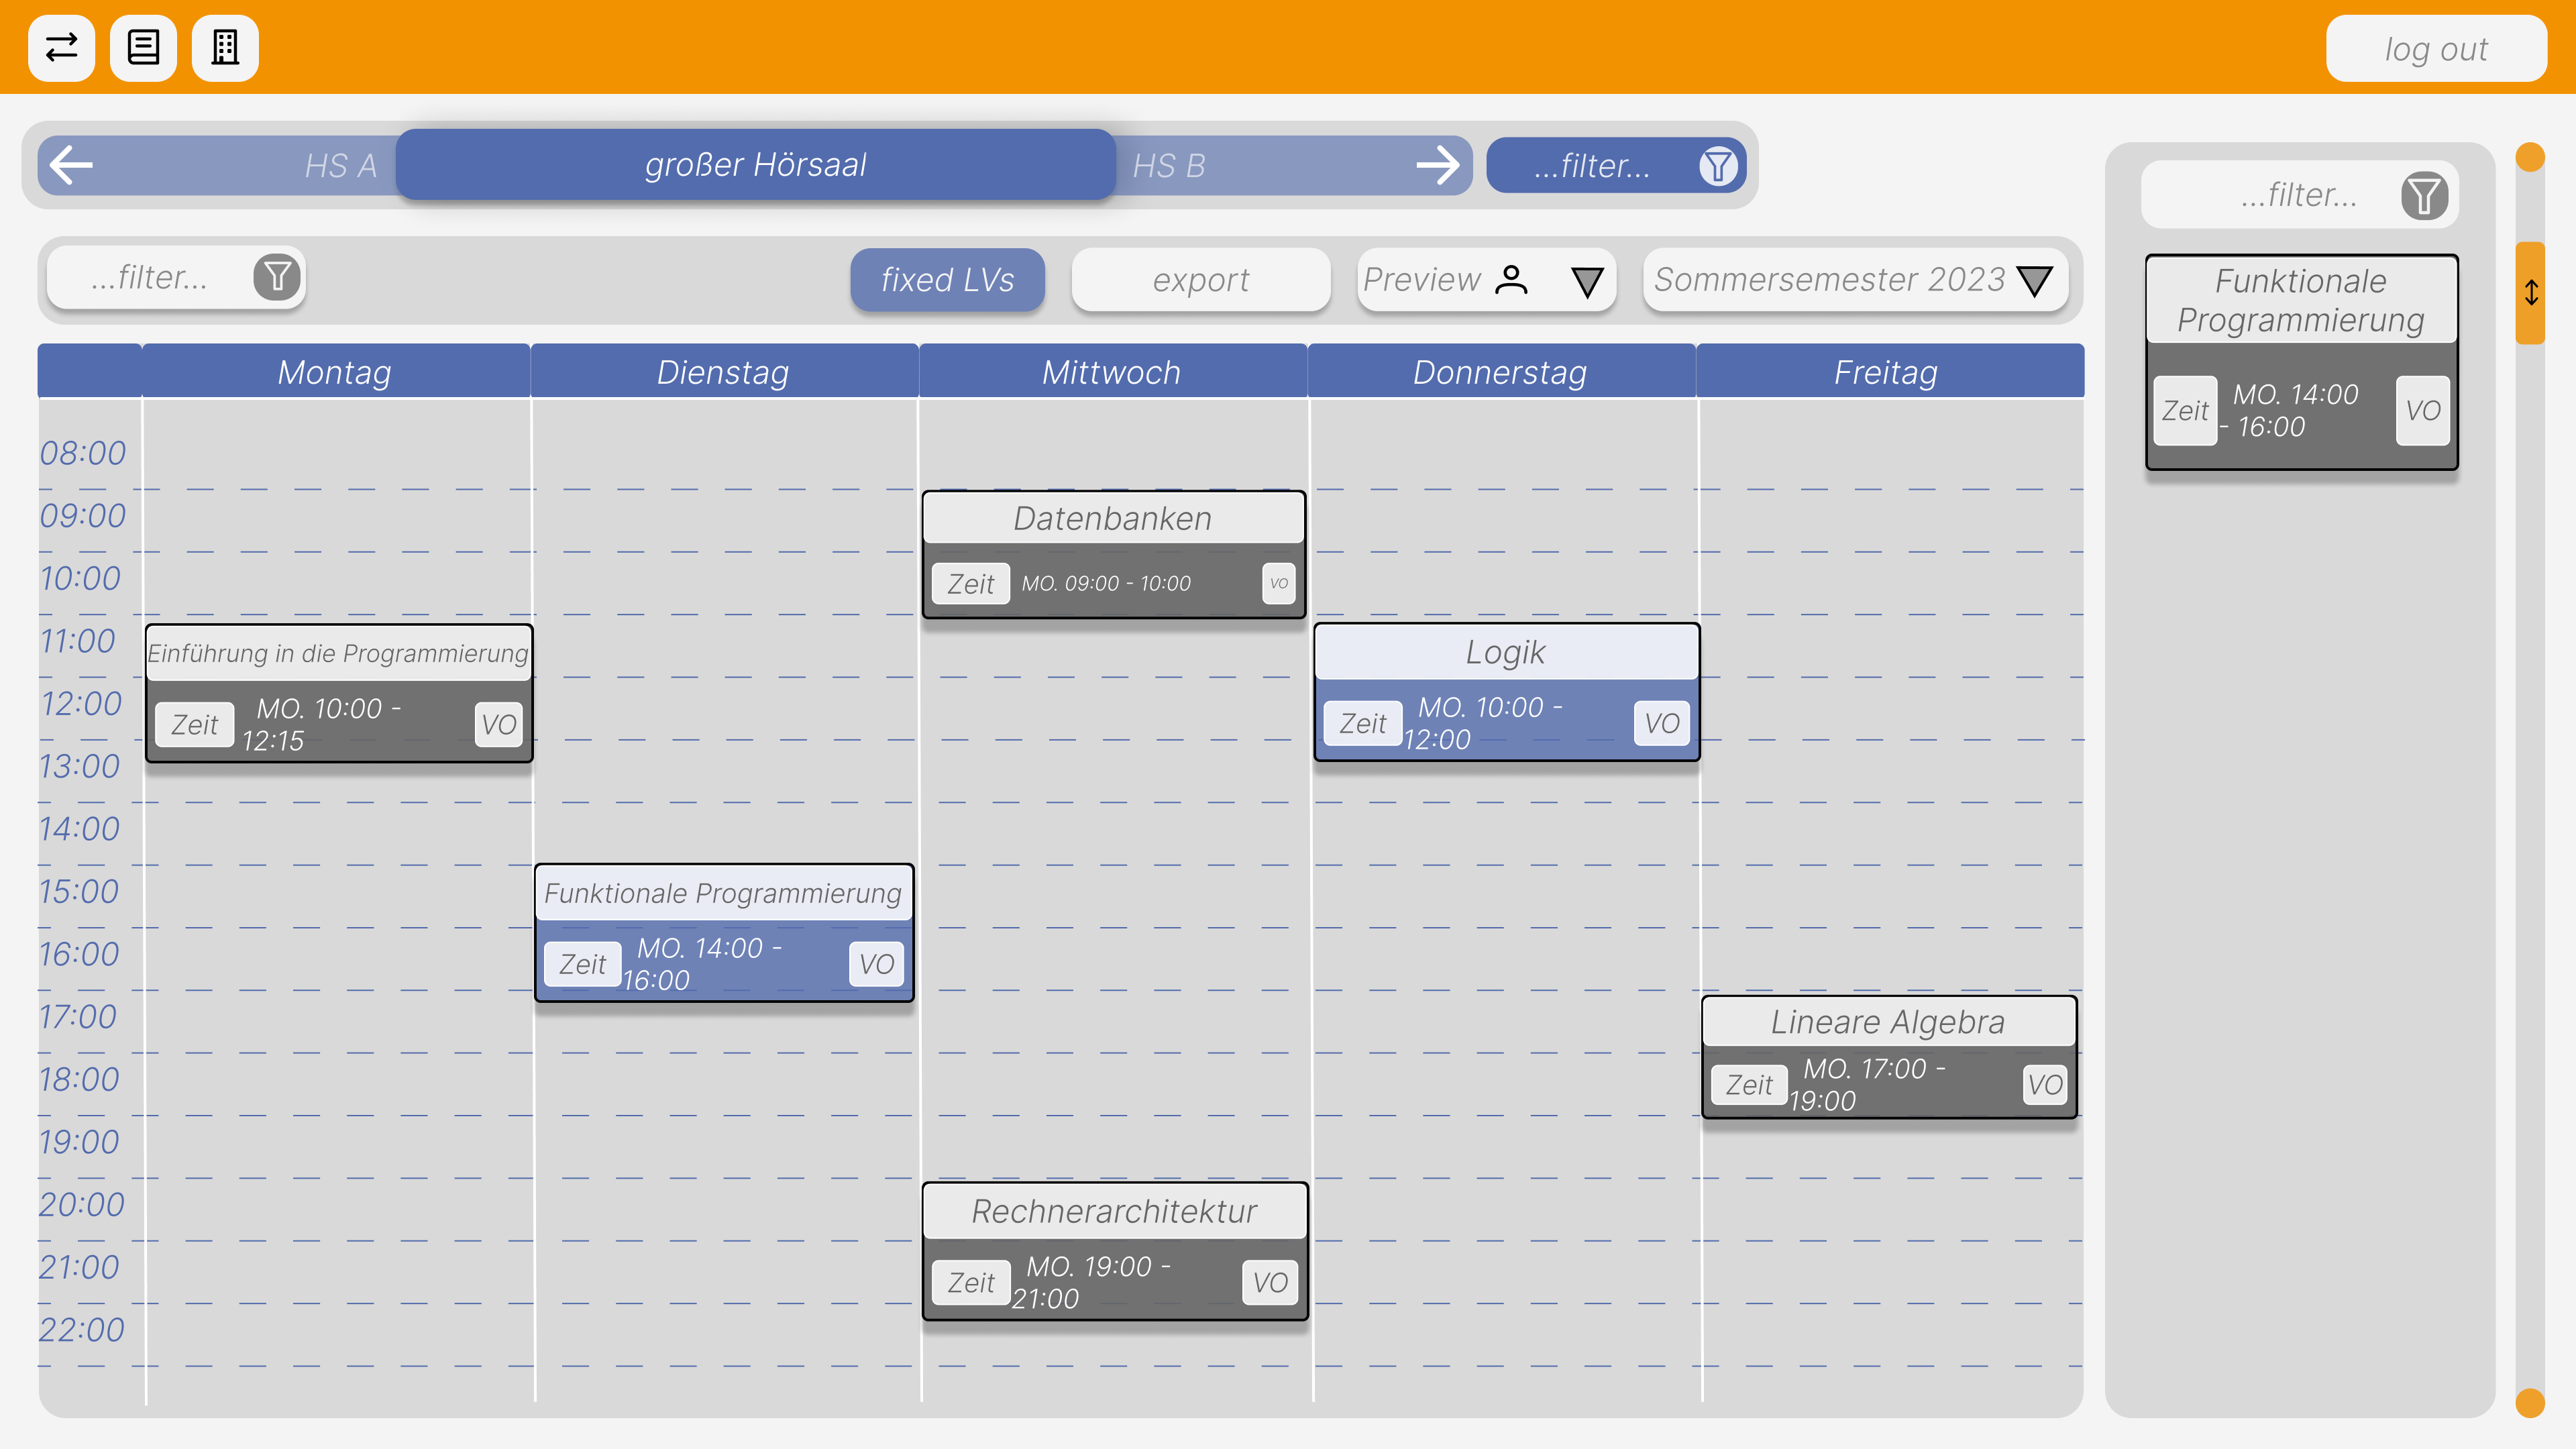 log out
HS A
großer Hörsaal
HS B
...filter...
...filter...
fixed LVs
export
Preview
Sommersemester 2023
Montag
Dienstag
Mittwoch
Donnerstag
Freitag
08:00
09:00
10:00
11:00
12:00
13:00
14:00
15:00
16:00
17:00
18:00
19:00
20:00
21:00
22:00
Einführung in die Programmierung
Zeit
MO. 10:00 -
12:15
VO
Funktionale Programmierung
Zeit
MO. 14:00 -
16:00
VO
Datenbanken
Zeit
MO. 09:00 - 10:00
VO
Rechnerarchitektur
Zeit
MO. 19:00 -
21:00
VO
Logik
Zeit
MO. 10:00 -
12:00
VO
Lineare Algebra
Zeit
MO. 17:00 -
19:00
VO
...filter...
Funktionale
Programmierung
Zeit
MO. 14:00
- 16:00
VO